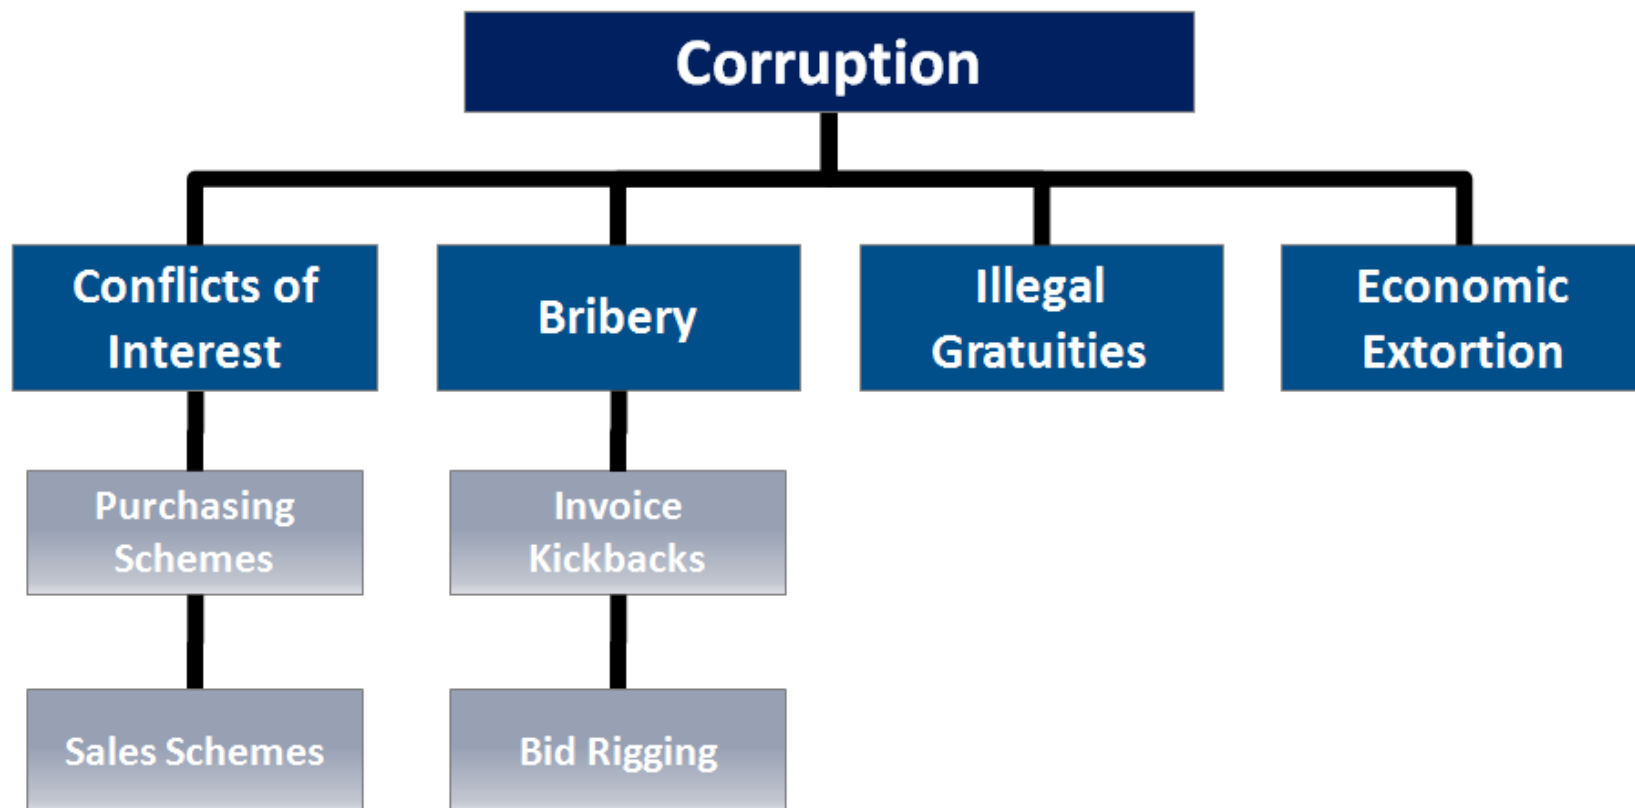 Corruption
Conflicts of
Interest
Bribery
Illegal
Gratuities
Economic
Extortion
Purchasing
Schemes
Invoice
Kickbacks
Sales Schemes
Bid Rigging